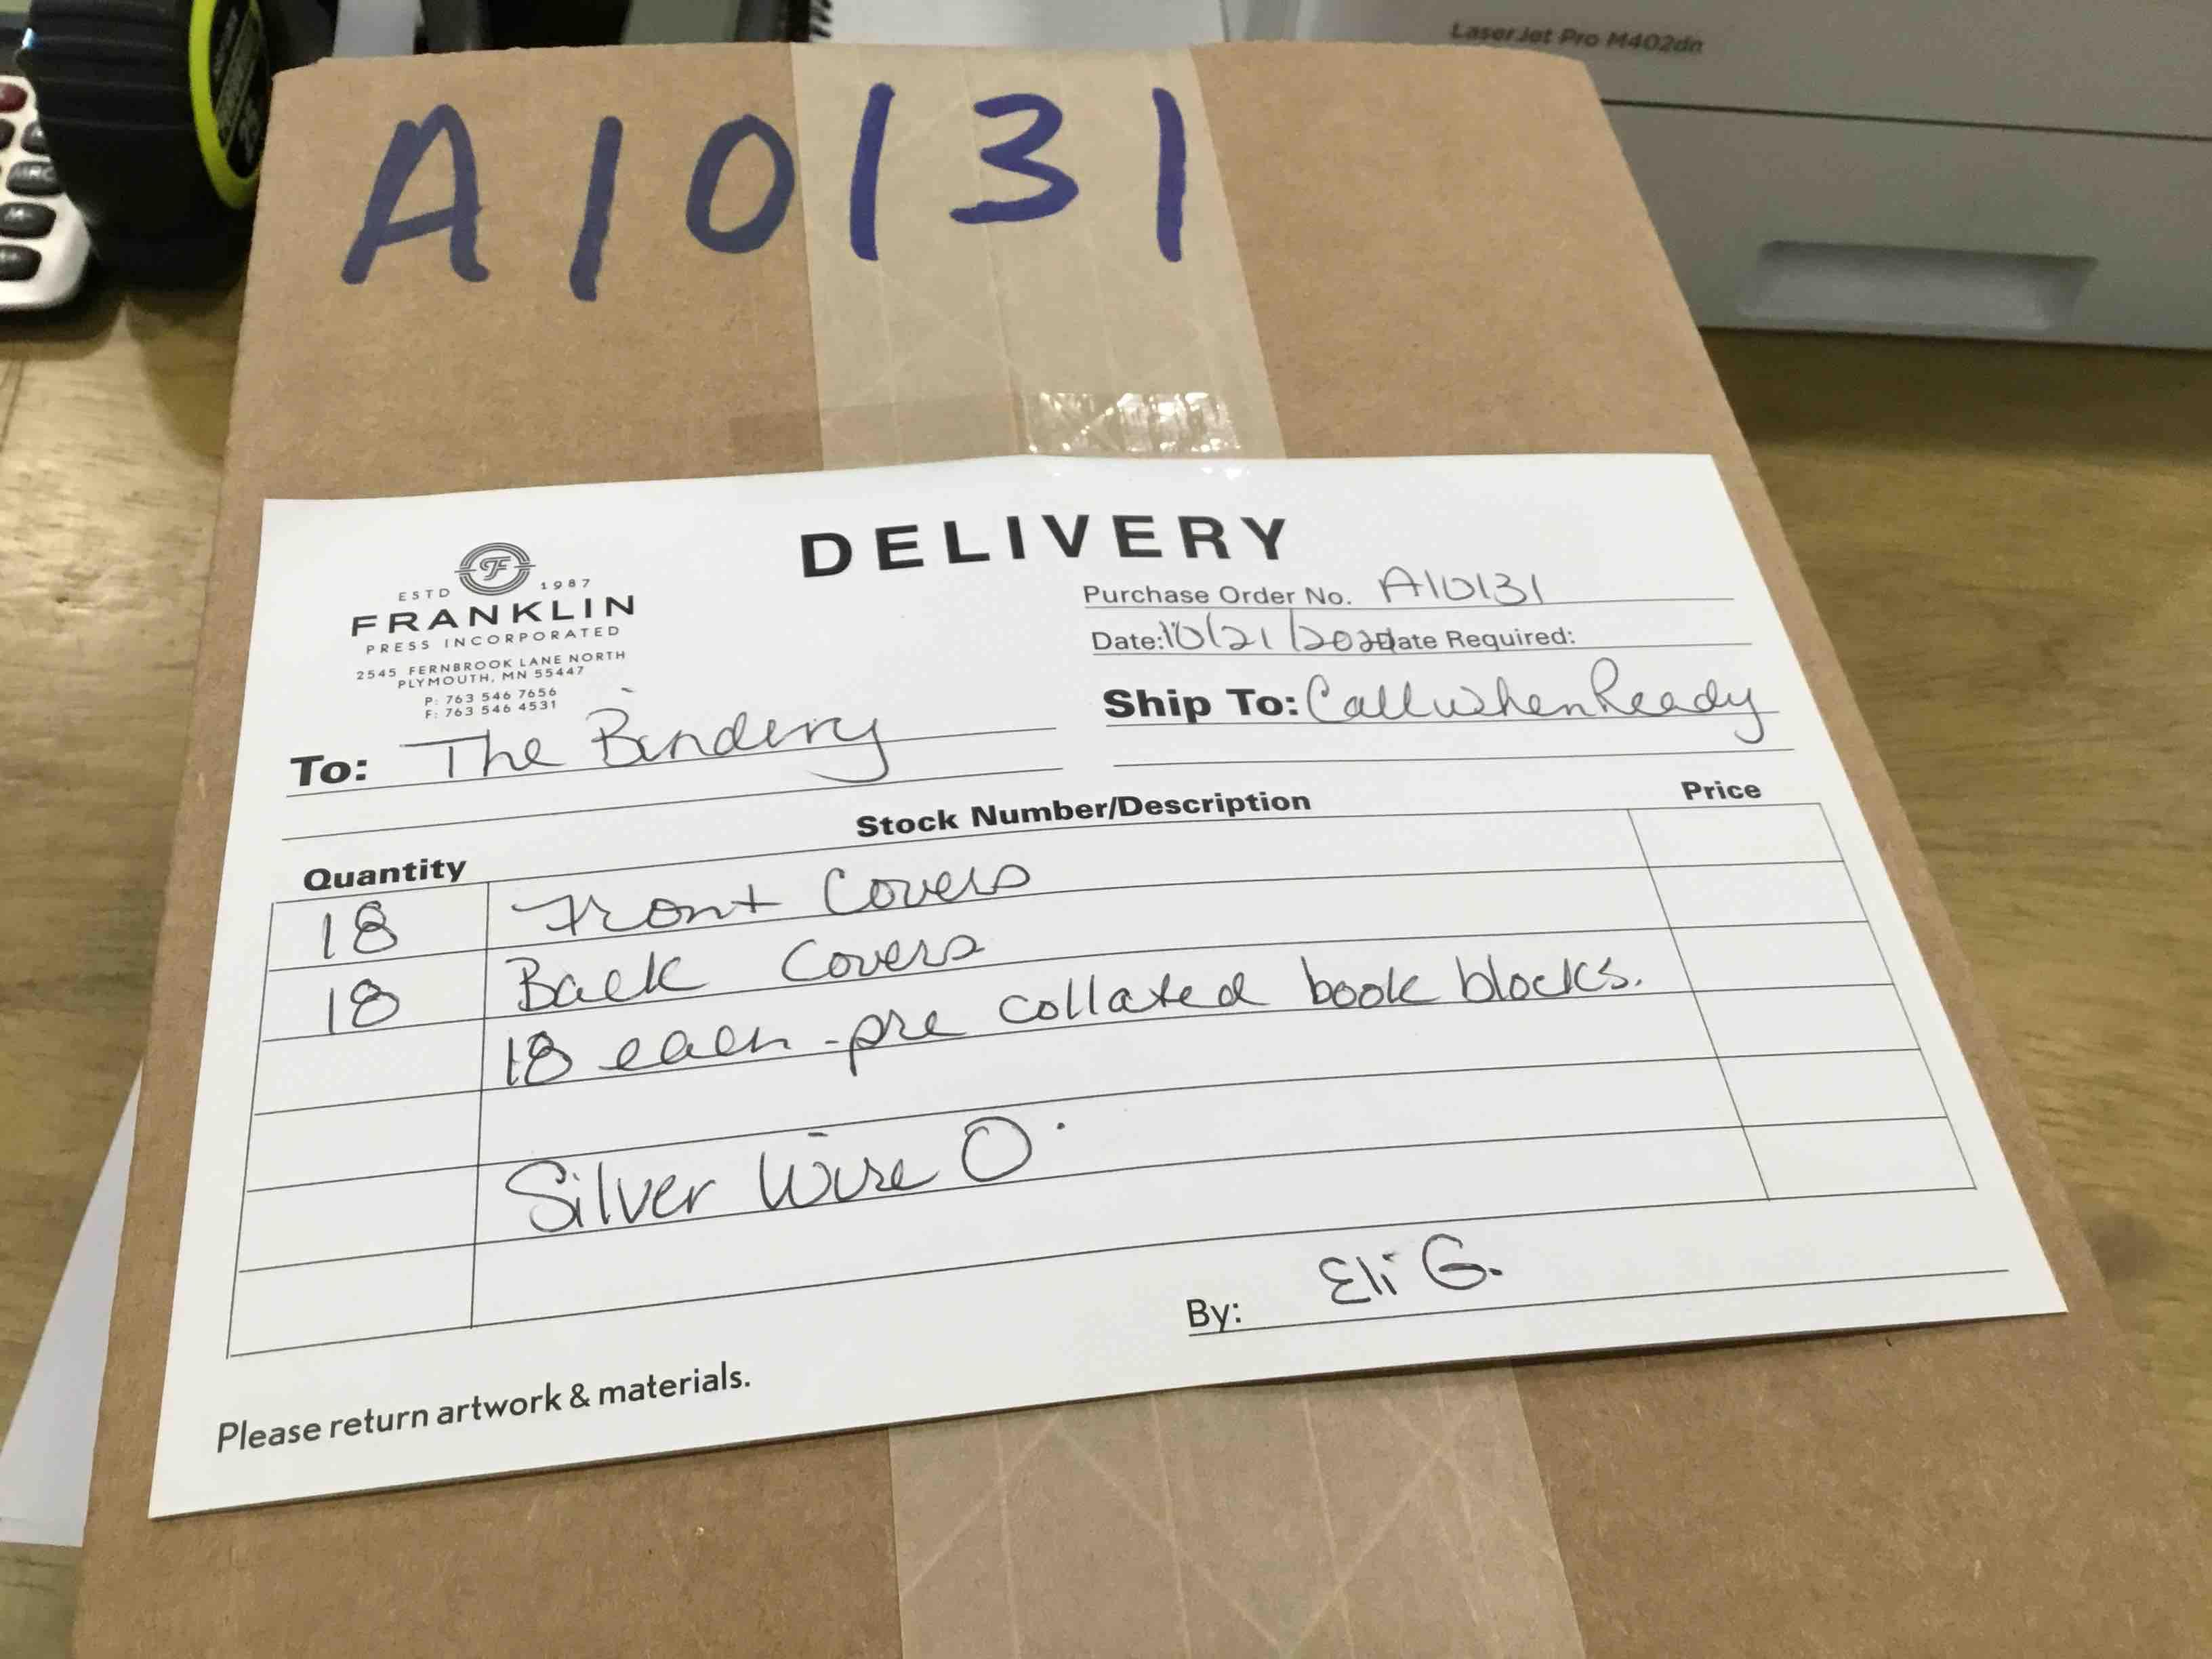 LaserJet Pro M402dn
A10131
DELIVERY
ESTD 1987
FRANKLIN
PRESS INCORPORATED
2545 FERNBROOK LANE NORTH
PLYMOUTH, MN 55447
P: 763 546 7656
F: 763 546 4531
Purchase Order No. A10131
Date: 10/21/2020 Date Required:
Ship To: Call when Ready
To: The Bindery
Quantity Stock Number/Description Price
18 Front Covers
18 Back Covers
18 each - pre collated book blocks.
Silver Wire O.
By: Eli G.
Please return artwork & materials.